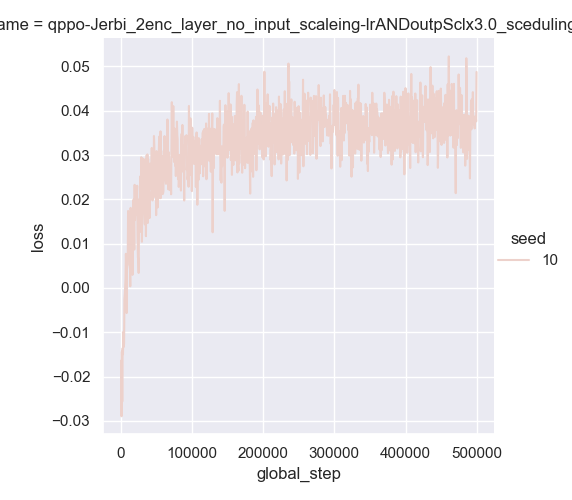 ame = qppo-Jerbi_2enc_layer_no_input_scaleing-lrANDoutpSclx3.0_sceduling
0.05
0.04
0.03
0.02
0.01
0.00
−0.01
−0.02
−0.03
loss
seed
10
0 100000 200000 300000 400000 500000
global_step